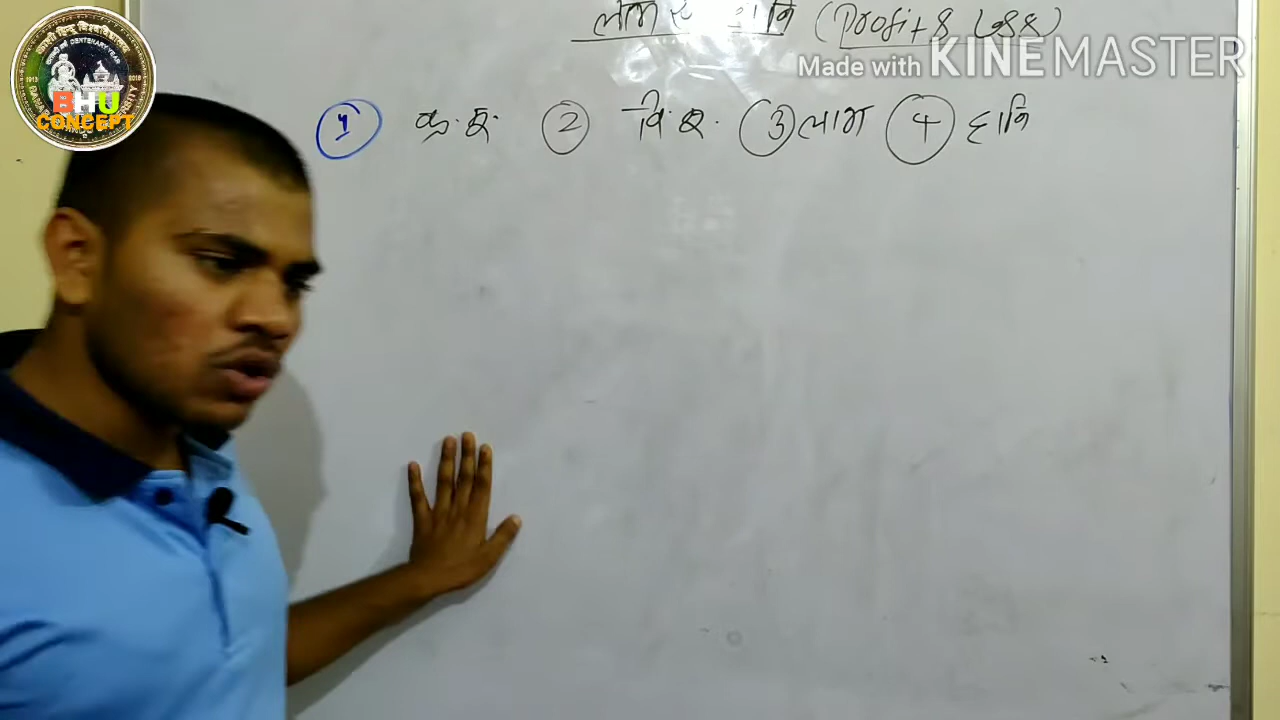 लाभ एवं हानि (Profit & Loss)
Made with KINEMASTER
① क्र. मू. ② वि. मू. ③ लाभ ④ हानि
BHU
CONCEPT